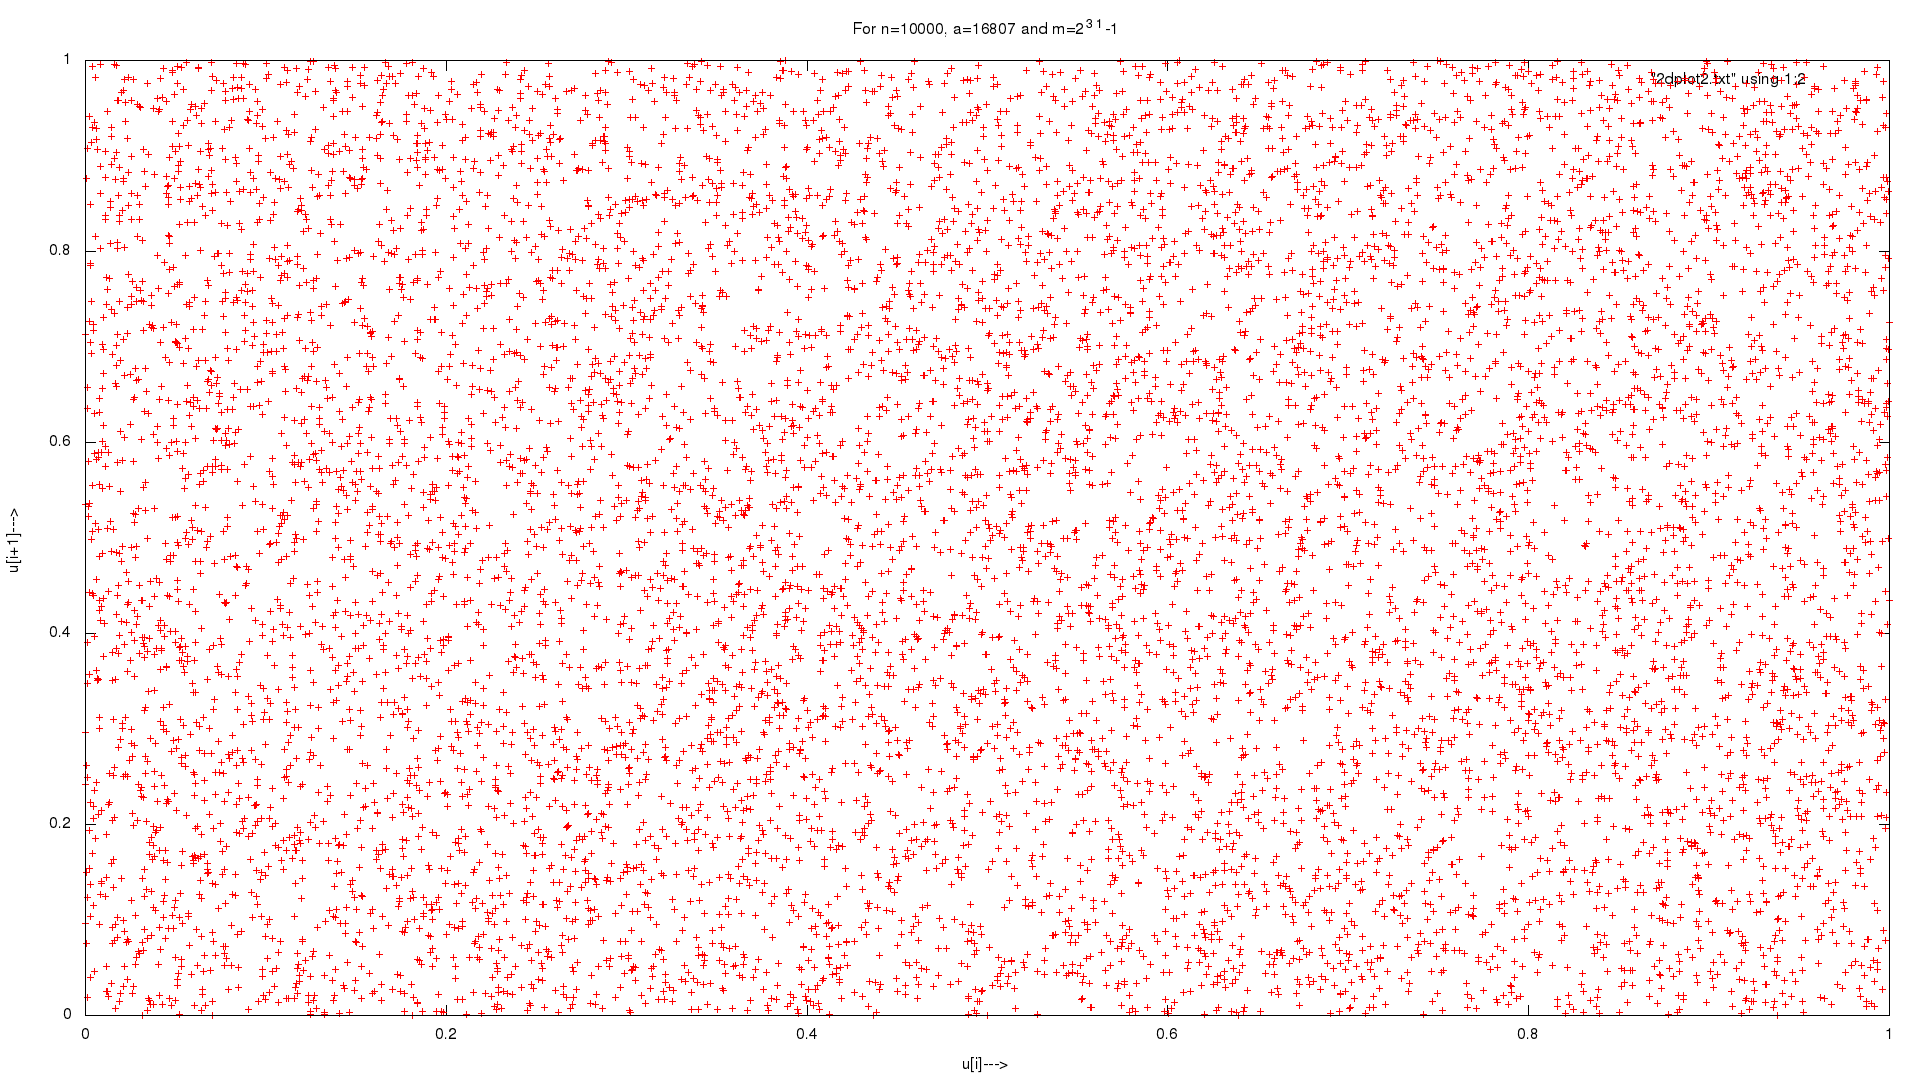 For n=10000, a=16807 and m=2^31-1
"2dplot2.txt" using 1:2
1
0.8
0.6
0.4
0.2
0
u[i+1]--->
0 0.2 0.4 0.6 0.8 1
u[i]--->